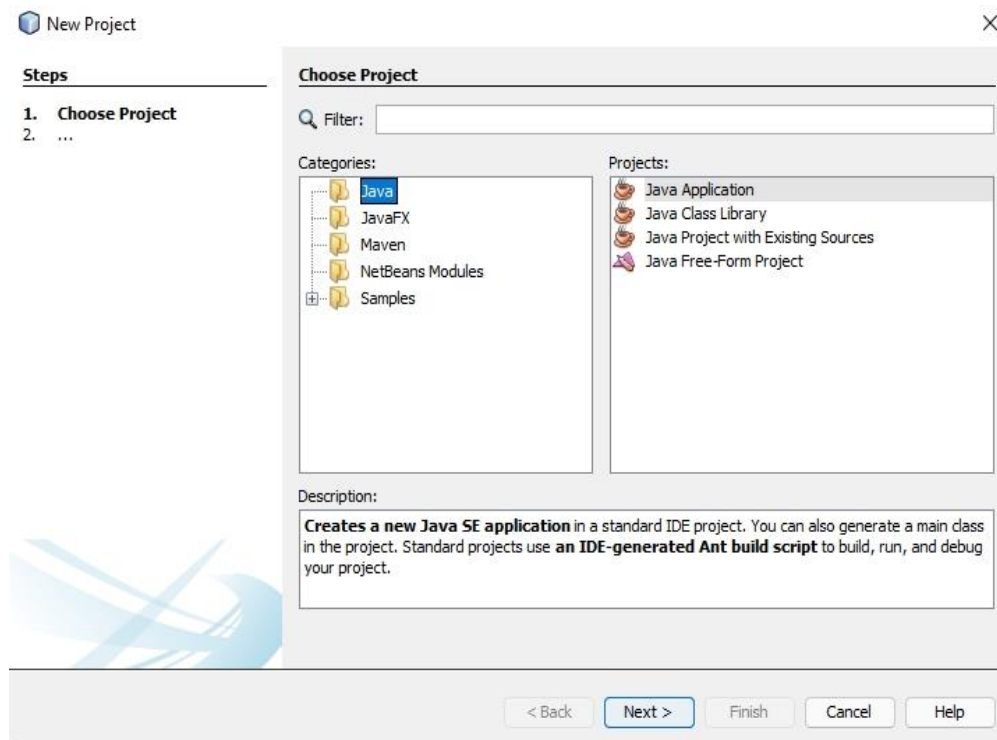 New Project
Steps
1. Choose Project
2. ...
Choose Project
Filter:
Categories:
Java
JavaFX
Maven
NetBeans Modules
Samples
Projects:
Java Application
Java Class Library
Java Project with Existing Sources
Java Free-Form Project
Description:
Creates a new Java SE application in a standard IDE project. You can also generate a main class
in the project. Standard projects use an IDE-generated Ant build script to build, run, and debug
your project.
< Back
Next >
Finish
Cancel
Help